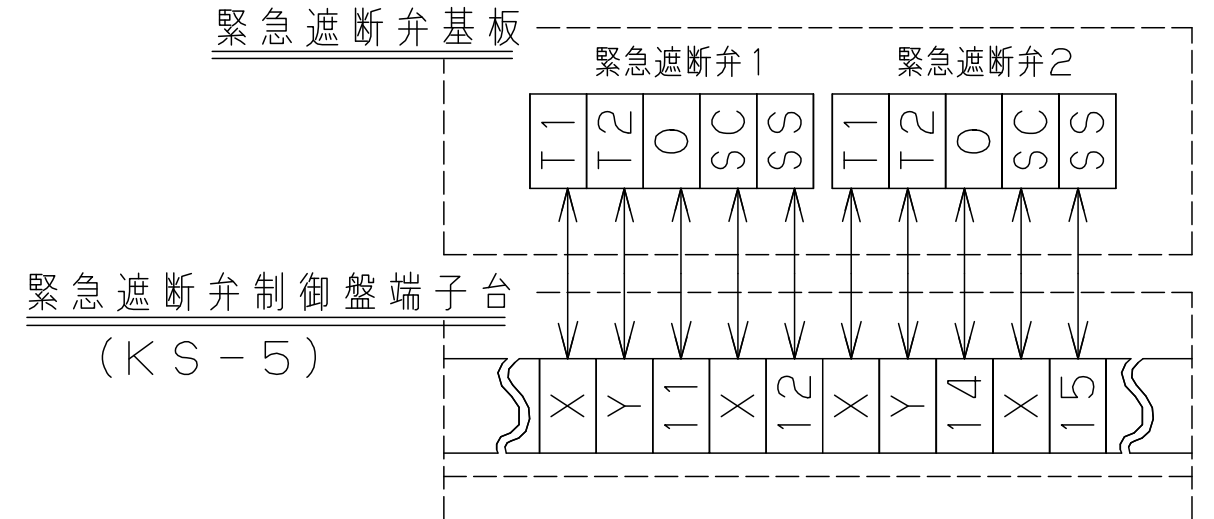 緊急遮断弁基板
緊急遮断弁1 緊急遮断弁2
T1 T2 O SC SS T1 T2 O SC SS
緊急遮断弁制御盤端子台
(KS-5)
X Y 11 X 12 X Y 14 X 15